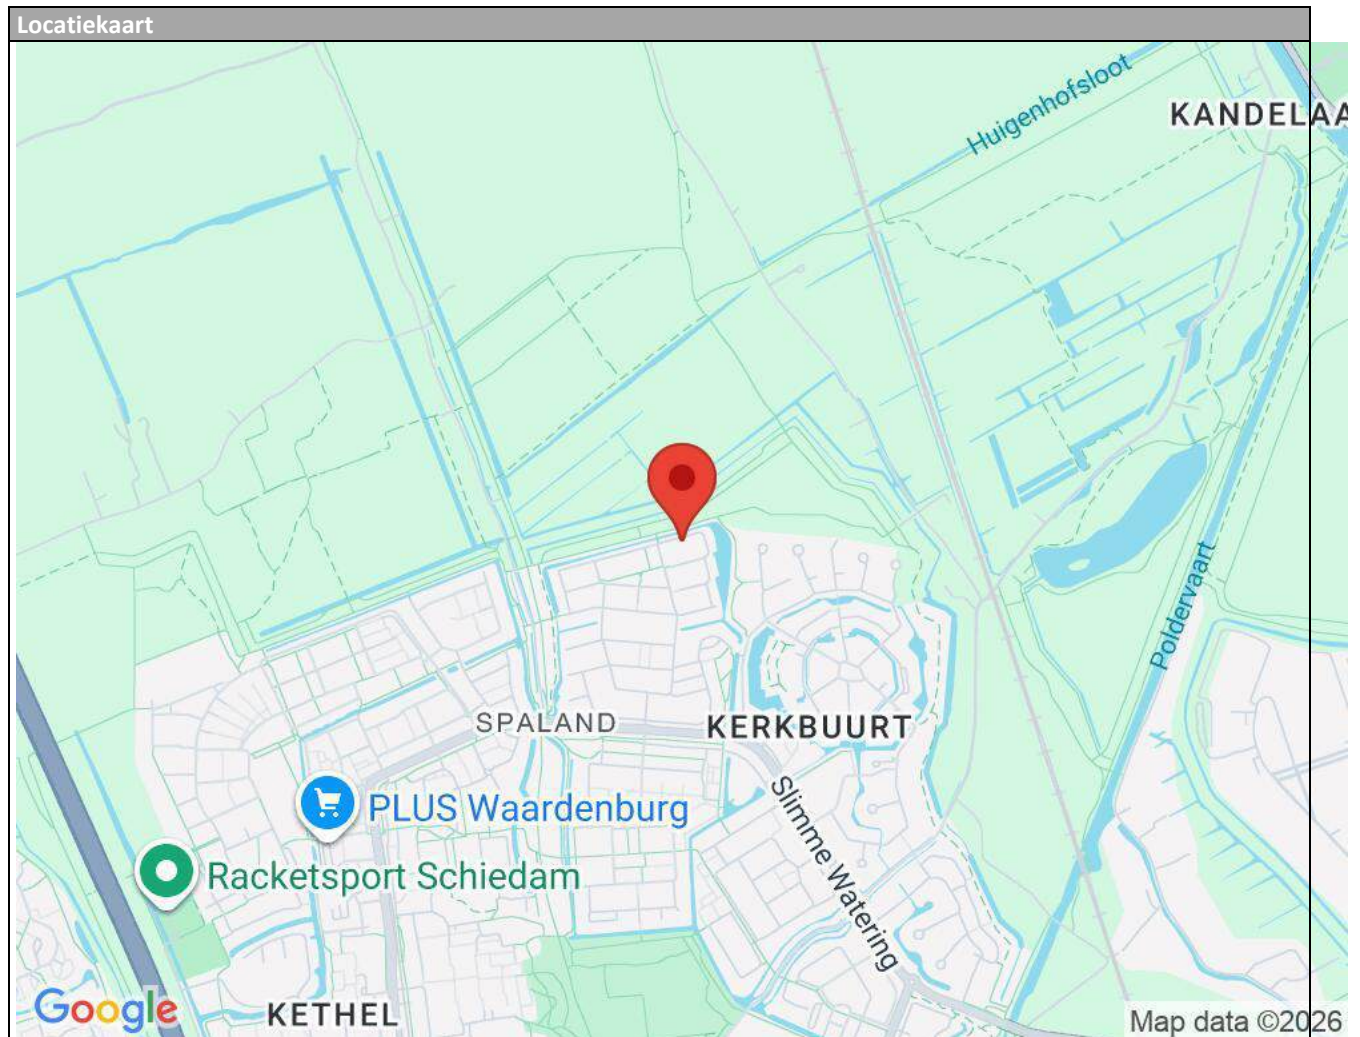 Locatiekaart
Huigenhofsloot
KANDELAA
Poldervaart
SPALAND
KERKBUURT
PLUS Waardenburg
Slimme Watering
Racketsport Schiedam
Google
KETHEL
Map data ©2026